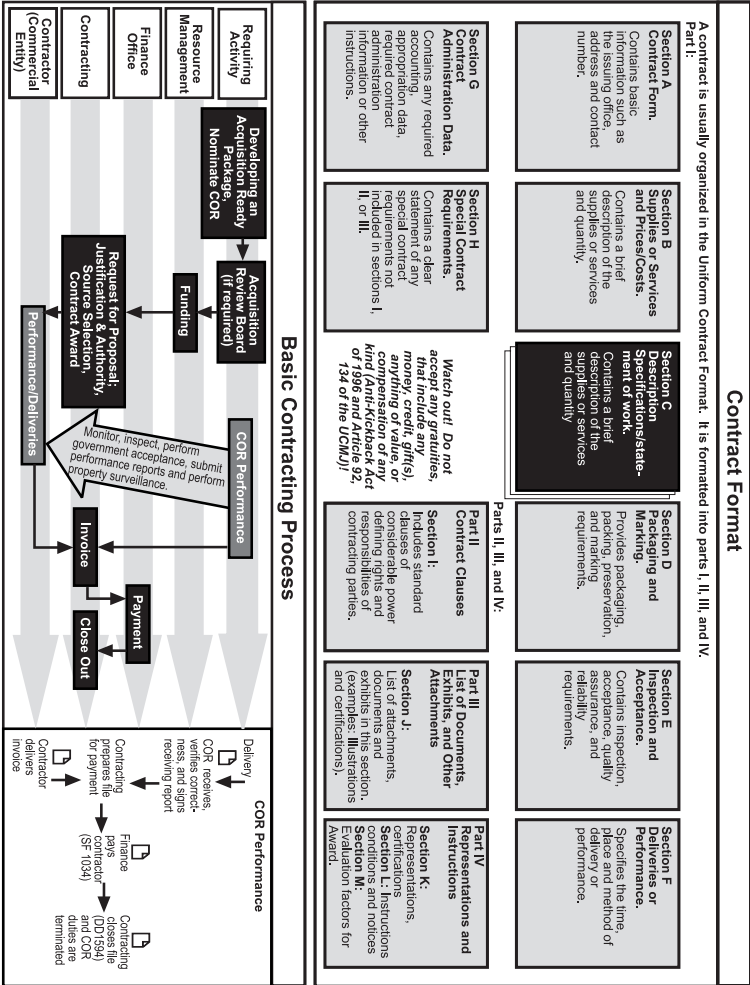 Contract Format
A contract is usually organized in the Uniform Contract Format. It is formatted into parts I, II, III, and IV.
Part I:
Section A
Contract Form.
Contains basic
information such as
the issuing office,
address and contact
number.
Section B
Supplies or Services
and Prices/Costs.
Contains a brief
description of the
supplies or services
and quantity.
Section C
Description
Specifications/state-
ment of work.
Contains a brief
description of the
supplies or services
and quantity
Section D
Packaging and
Marking.
Provides packaging,
packing, preservation,
and marking
requirements.
Section E
Inspection and
Acceptance.
Contains inspection,
acceptance, quality
assurance, and
reliability
requirements.
Section F
Deliveries or
Performance.
Specifies the time,
place and method of
delivery or
performance.
Section G
Contract
Administration Data.
Contains any required
accounting,
appropriation data,
required contract
administration
information or other
instructions.
Section H
Special Contract
Requirements.
Contains a clear
statement of any
special contract
requirements not
included in sections I,
II, or III.
Watch out! Do not
accept any gratuities,
that include any
money, credit, gift(s),
anything of value, or
compensation of any
kind (Anti-Kickback Act
of 1996 and Article 92,
134 of the UCMJ)!
Parts II, III, and IV:
Part II
Contract Clauses
Section I:
Includes standard
clauses of
considerable power
defining rights and
responsibilities of
contracting parties.
Part III
List of Documents,
Exhibits, and Other
Attachments
Section J:
List of attachments,
documents and
exhibits in this section.
(examples: Illustrations
and certifications).
Part IV
Representations and
Instructions
Section K:
Representations,
certifications
Section L: Instructions
conditions and notices
Section M:
Evaluation factors for
Award.
Basic Contracting Process
Requiring
Activity
Resource
Management
Finance
Office
Contracting
Contractor
(Commercial
Entity)
Developing an
Acquisition Ready
Package,
Nominate COR
Acquisition
Review Board
(if required)
Funding
Request for Proposal;
Justification & Authority,
Source Selection,
Contract Award
Performance/Deliveries
COR Performance
Monitor, inspect, perform
government acceptance, submit
performance reports and perform
property surveillance.
Invoice
Payment
Close Out
COR Performance
Delivery
COR receives,
verifies correct-
ness, and signs
receiving report
Contracting
prepares file
for payment
Contractor
delivers
invoice
Finance
pays
contractor
(SF 1034)
Contracting
closes file
(DD1594)
and COR
duties are
terminated